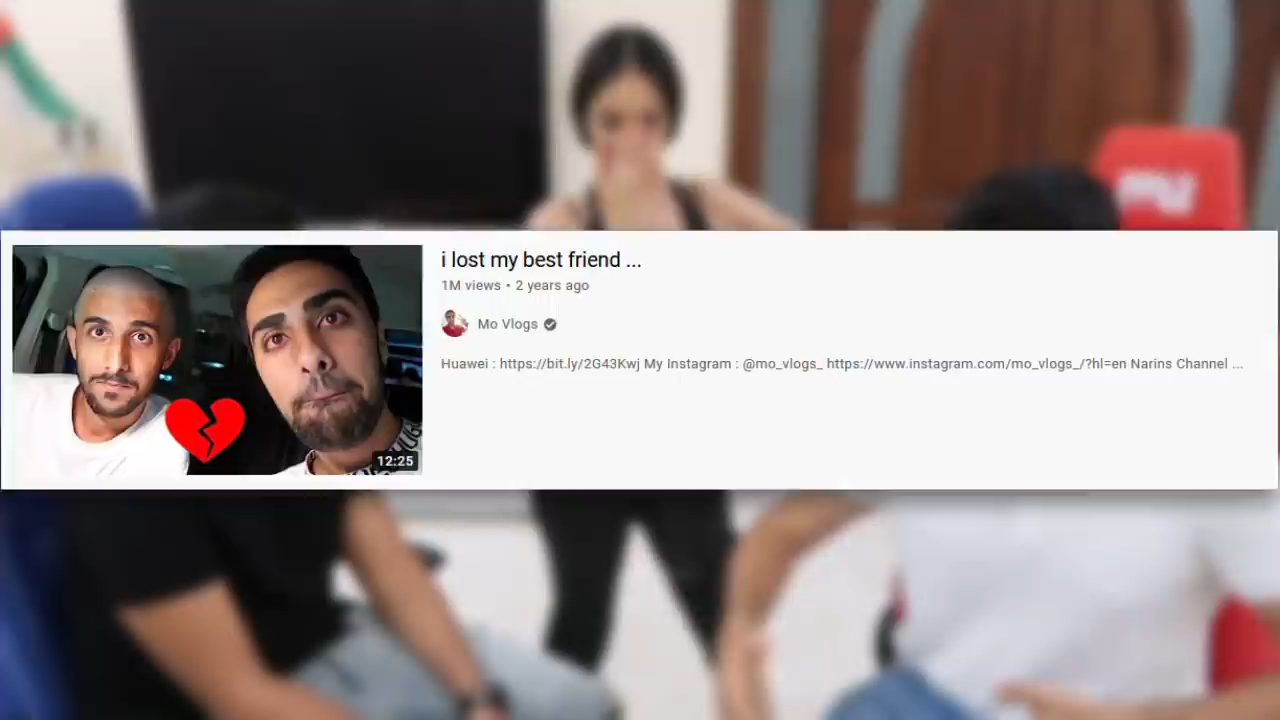 i lost my best friend ...
1M views • 2 years ago
Mo Vlogs
Huawei : https://bit.ly/2G43Kwj My Instagram : @mo_vlogs_ https://www.instagram.com/mo_vlogs_/?hl=en Narins Channel ...
12:25